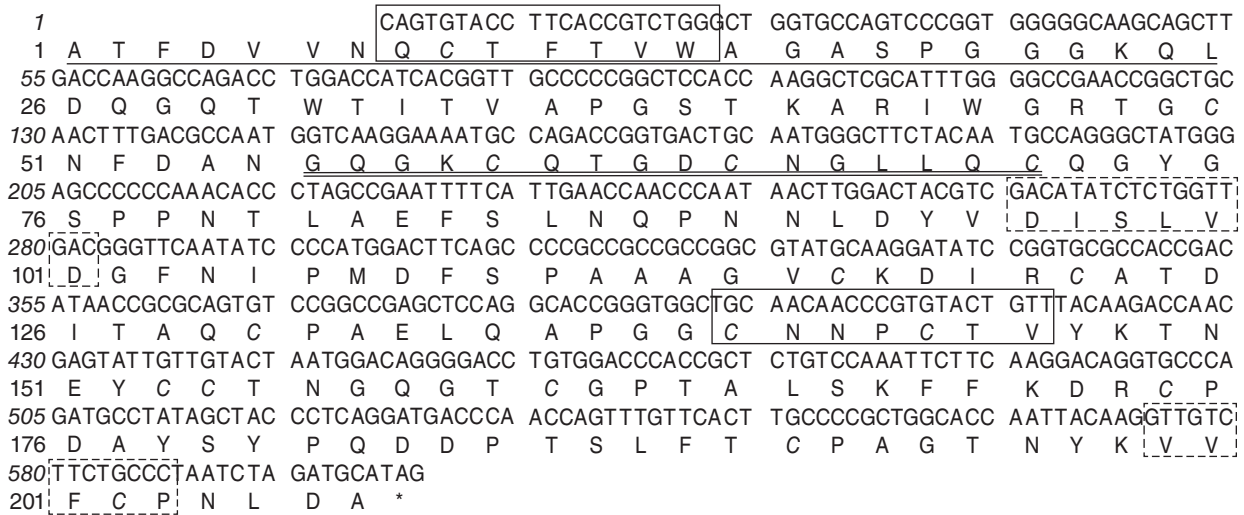 1 CAGTGTACC TTCACCGTCTGGGCT GGTGCCAGTCCCGGT GGGGGCAAGCAGCTT
1 A T F D V V N Q C T F T V W A G A S P G G G K Q L
55 GACCAAGGCCAGACC TGGACCATCACGGTT GCCCCCGGCTCCACC AAGGCTCGCATTTGG GGCCGAACCGGCTGC
26 D Q G Q T W T I T V A P G S T K A R I W G R T G C
130 AACTTTGACGCCAAT GGTCAAGGAAAATGC CAGACCGGTGACTGC AATGGGCTTCTACAA TGCCAGGGCTATGGG
51 N F D A N G Q G K C Q T G D C N G L L Q C Q G Y G
205 AGCCCCCCAAACACC CTAGCCGAATTTTCA TTGAACCAACCCAAT AACTTGGACTACGTC GACATATCTCTGGTT
76 S P P N T L A E F S L N Q P N N L D Y V D I S L V
280 GACGGGTTCAATATC CCCATGGACTTCAGC CCCGCCGCCGCCGGC GTATGCAAGGATATC CGGTGCGCCACCGAC
101 D G F N I P M D F S P A A A G V C K D I R C A T D
355 ATAACCGCGCAGTGT CCGGCCGAGCTCCAG GCACCGGGTGGCTGC AACAACCCGTGTACT GTTTACAAGACCAAC
126 I T A Q C P A E L Q A P G G C N N P C T V Y K T N
430 GAGTATTGTTGTACT AATGGACAGGGGACC TGTGGACCCACCGCT CTGTCCAAATTCTTC AAGGACAGGTGCCCA
151 E Y C C T N G Q G T C G P T A L S K F F K D R C P
505 GATGCCTATAGCTAC CCTCAGGATGACCCA ACCAGTTTGTTCACT TGCCCCGCTGGCACC AATTACAAGGTTGTC
176 D A Y S Y P Q D D P T S L F T C P A G T N Y K V V
580 TTCTGCCCTAATCTA GATGCATAG
201 F C P N L D A *